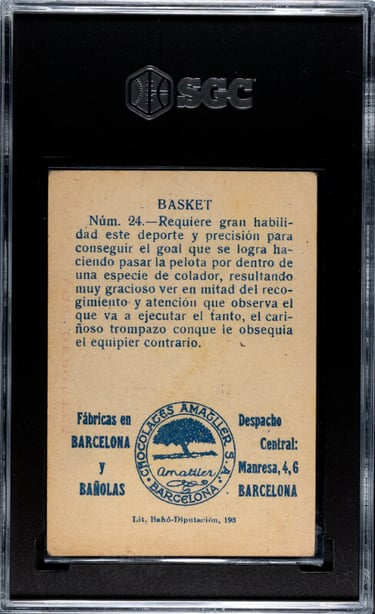 SGC
BASKET
Núm. 24.—Requiere gran habili-
dad este deporte y precisión para
conseguir el goal que se logra ha-
ciendo pasar la pelota por dentro de
una especie de colador, resultando
muy gracioso ver en mitad del reco-
gimiento y atención que observa el
que va a ejecutar el tanto, el cari-
ñoso trompazo conque le obsequia
el equipier contrario.
Fábricas en
BARCELONA
y
BAÑOLAS
CHOCOLATES AMATLLER S.A.
Amatller
BARCELONA
Despacho
Central:
Manresa, 4, 6
BARCELONA
Lit, Bañó-Diputación, 193